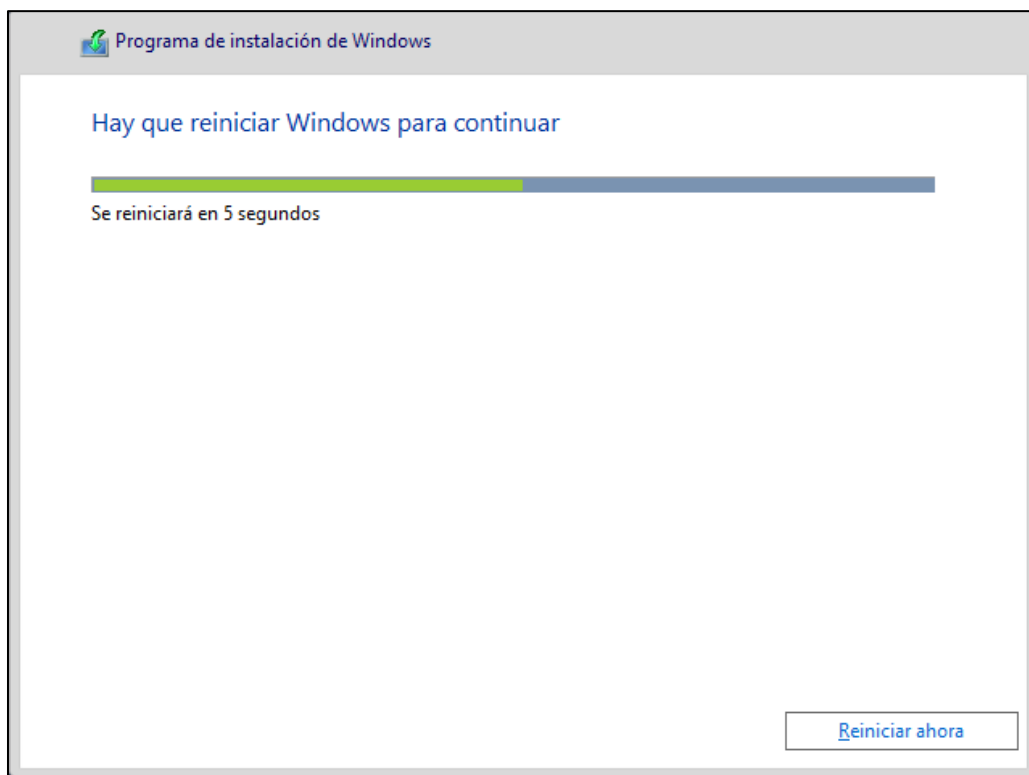 Programa de instalación de Windows
Hay que reiniciar Windows para continuar
Se reiniciará en 5 segundos
Reiniciar ahora